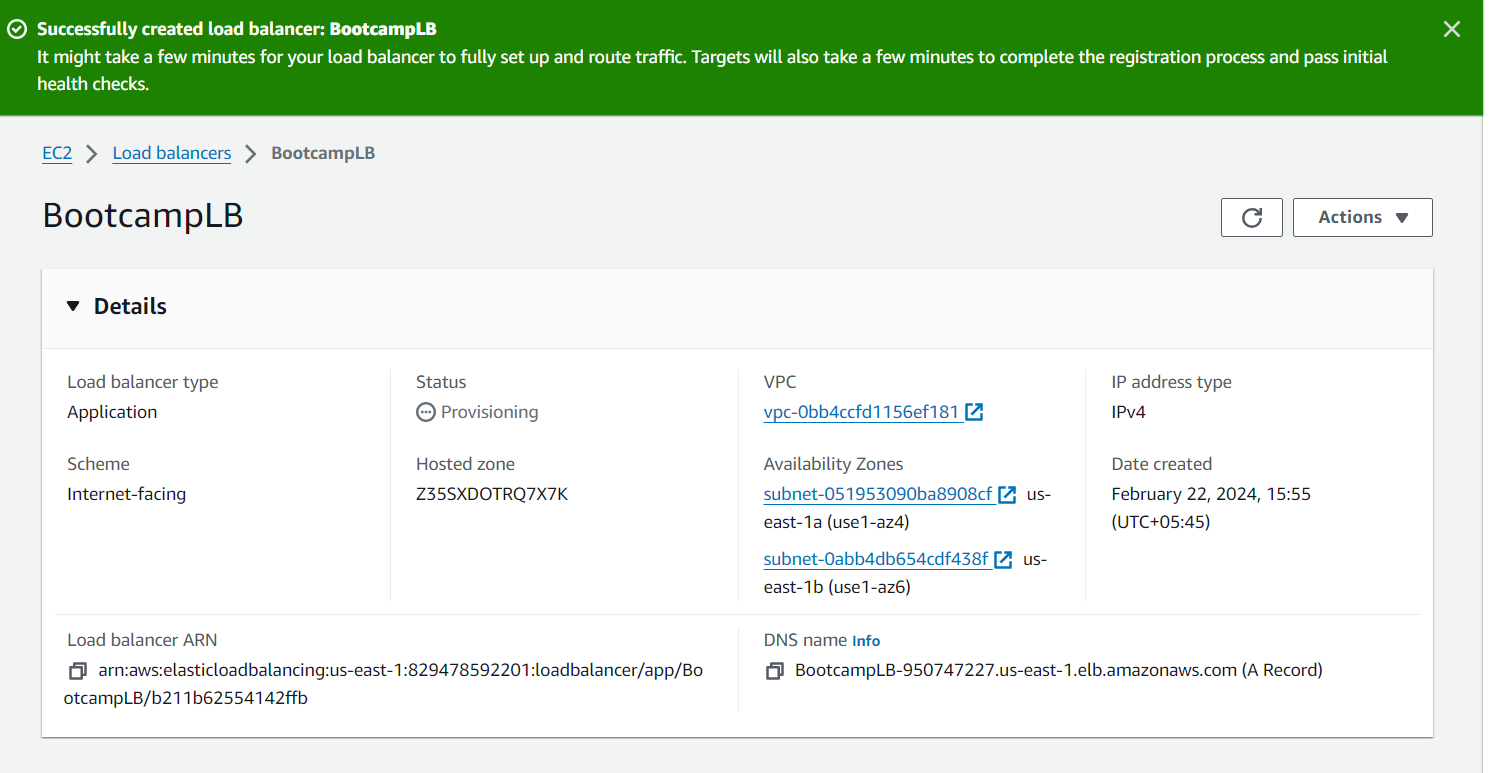 Successfully created load balancer: BootcampLB
It might take a few minutes for your load balancer to fully set up and route traffic. Targets will also take a few minutes to complete the registration process and pass initial
health checks.
EC2 > Load balancers > BootcampLB
BootcampLB
Actions
Details
Load balancer type
Application
Scheme
Internet-facing
Status
Provisioning
Hosted zone
Z35SXDOTRQ7X7K
VPC
vpc-0bb4ccfd1156ef181
Availability Zones
subnet-051953090ba8908cf us-
east-1a (use1-az4)
subnet-0abb4db654cdf438f us-
east-1b (use1-az6)
IP address type
IPv4
Date created
February 22, 2024, 15:55
(UTC+05:45)
Load balancer ARN
arn:aws:elasticloadbalancing:us-east-1:829478592201:loadbalancer/app/Bo
otcampLB/b211b62554142ffb
DNS name Info
BootcampLB-950747227.us-east-1.elb.amazonaws.com (A Record)